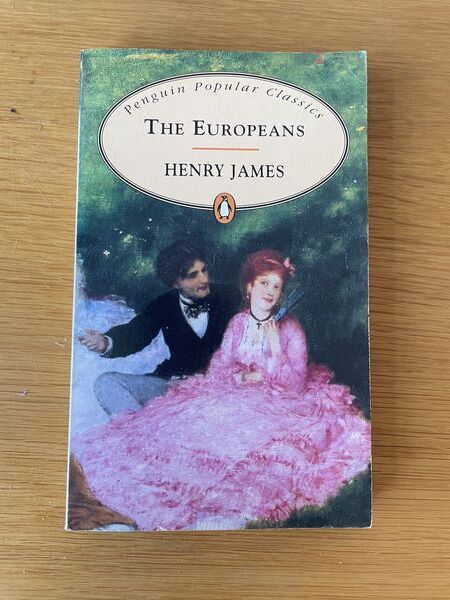 Penguin Popular Classics
THE EUROPEANS
HENRY JAMES